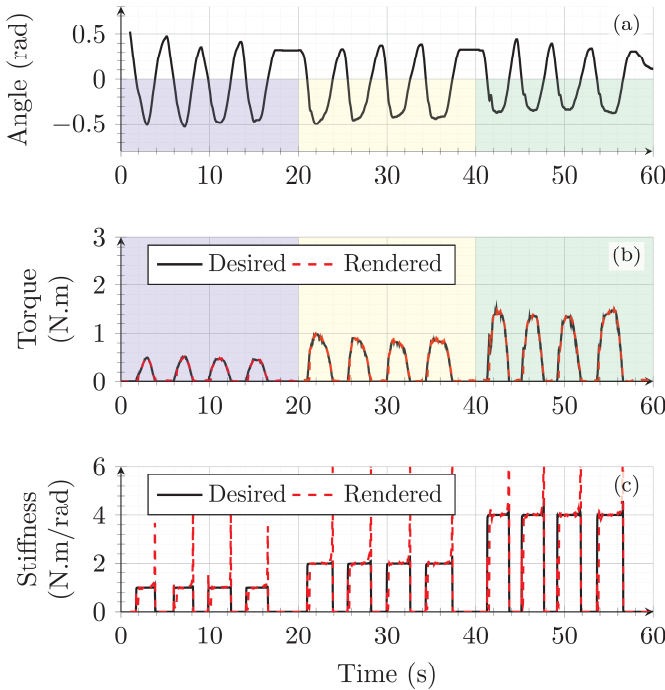 (a)
Angle (rad)
0.5
0
−0.5
0 10 20 30 40 50 60
(b)
Torque
(N.m)
Desired Rendered
3
2
1
0
0 10 20 30 40 50 60
(c)
Stiffness
(N.m/rad)
Desired Rendered
6
4
2
0
0 10 20 30 40 50 60
Time (s)